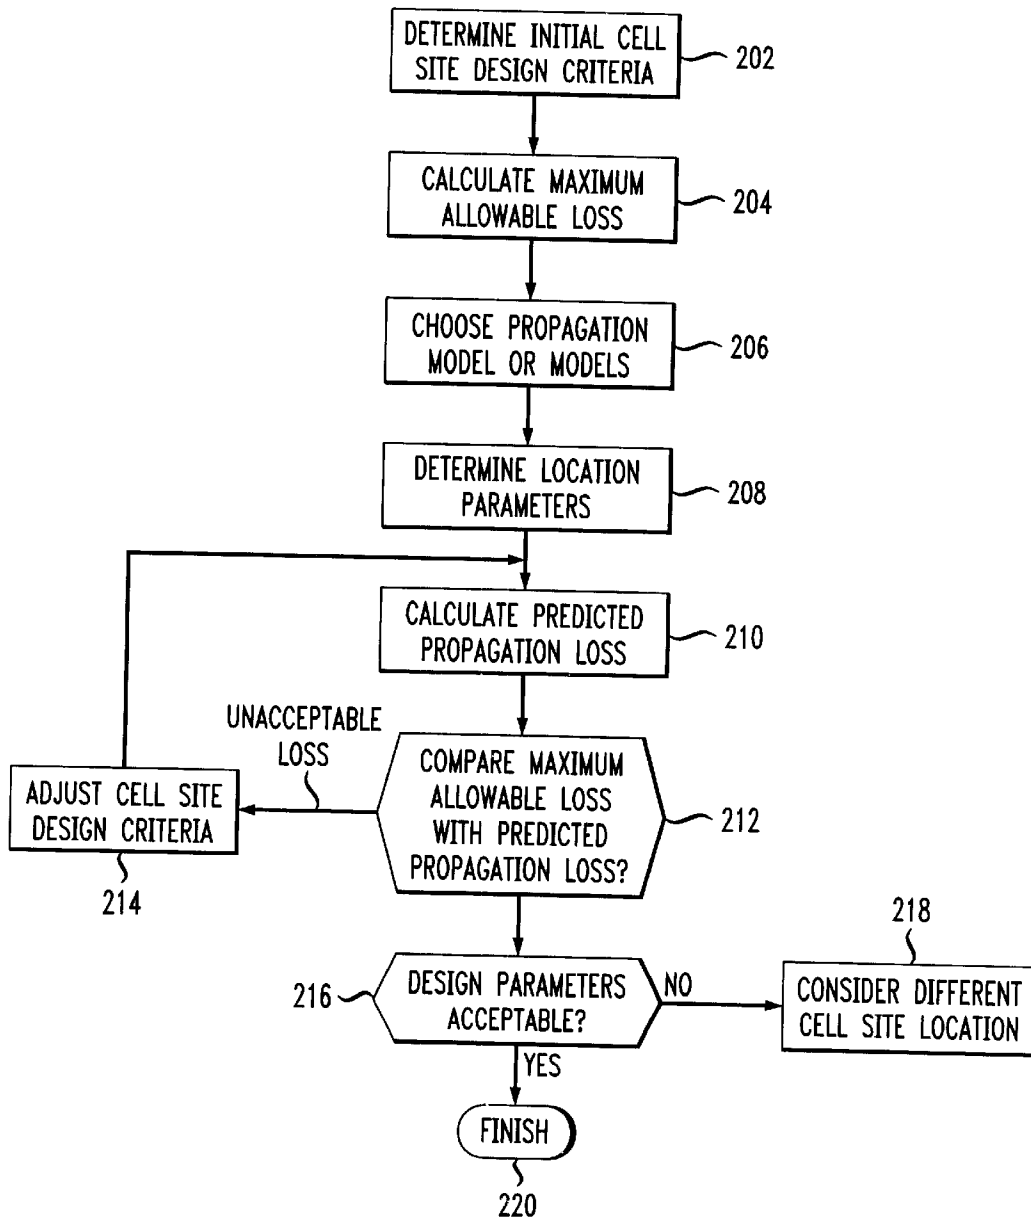 DETERMINE INITIAL CELL
SITE DESIGN CRITERIA
202
CALCULATE MAXIMUM
ALLOWABLE LOSS
204
CHOOSE PROPAGATION
MODEL OR MODELS
206
DETERMINE LOCATION
PARAMETERS
208
CALCULATE PREDICTED
PROPAGATION LOSS
210
UNACCEPTABLE
LOSS
COMPARE MAXIMUM
ALLOWABLE LOSS
WITH PREDICTED
PROPAGATION LOSS?
212
ADJUST CELL SITE
DESIGN CRITERIA
214
216
DESIGN PARAMETERS
ACCEPTABLE?
NO
218
CONSIDER DIFFERENT
CELL SITE LOCATION
YES
FINISH
220